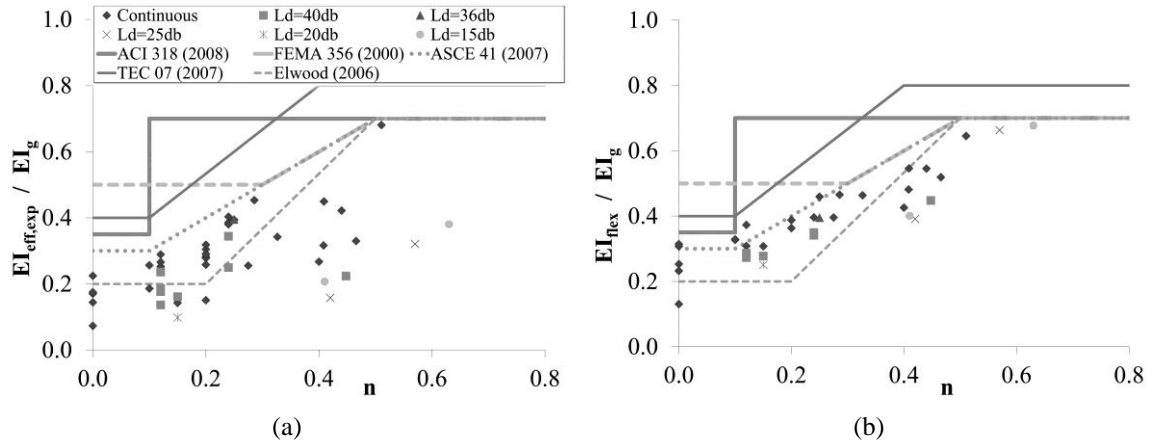 1.0
Continuous Ld=40db Ld=36db
Ld=25db Ld=20db Ld=15db
ACI 318 (2008) FEMA 356 (2000) ASCE 41 (2007)
TEC 07 (2007) Elwood (2006)
0.8
0.6
0.4
0.2
0.0
EIeff,exp / EIg
0.0 0.2 0.4 0.6 0.8
n
(a)
1.0
0.8
0.6
0.4
0.2
0.0
EIflex / EIg
0.0 0.2 0.4 0.6 0.8
n
(b)